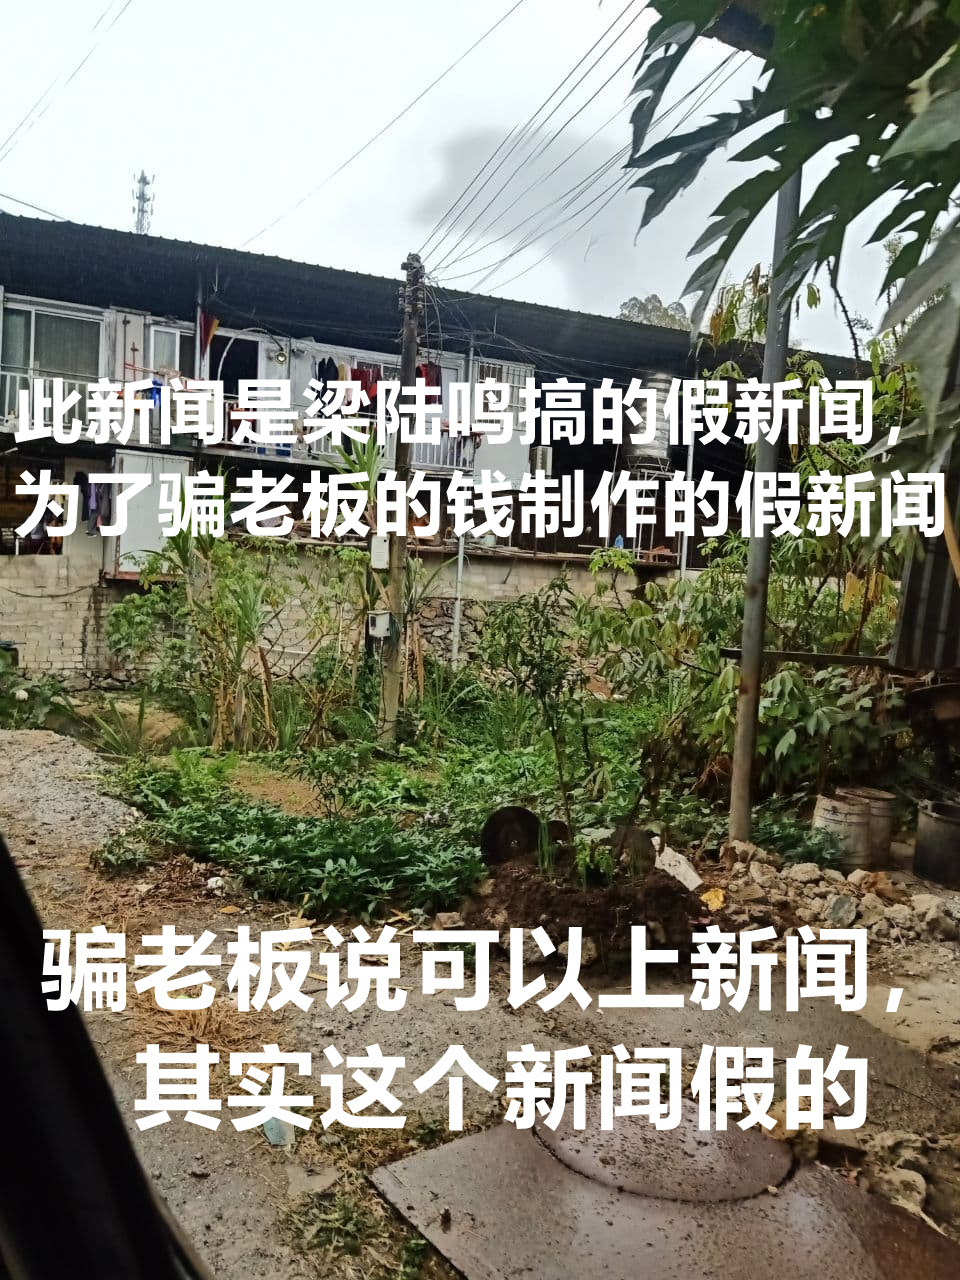 此新闻是梁陆鸣搞的假新闻，
为了骗老板的钱制作的假新闻
骗老板说可以上新闻，
其实这个新闻假的